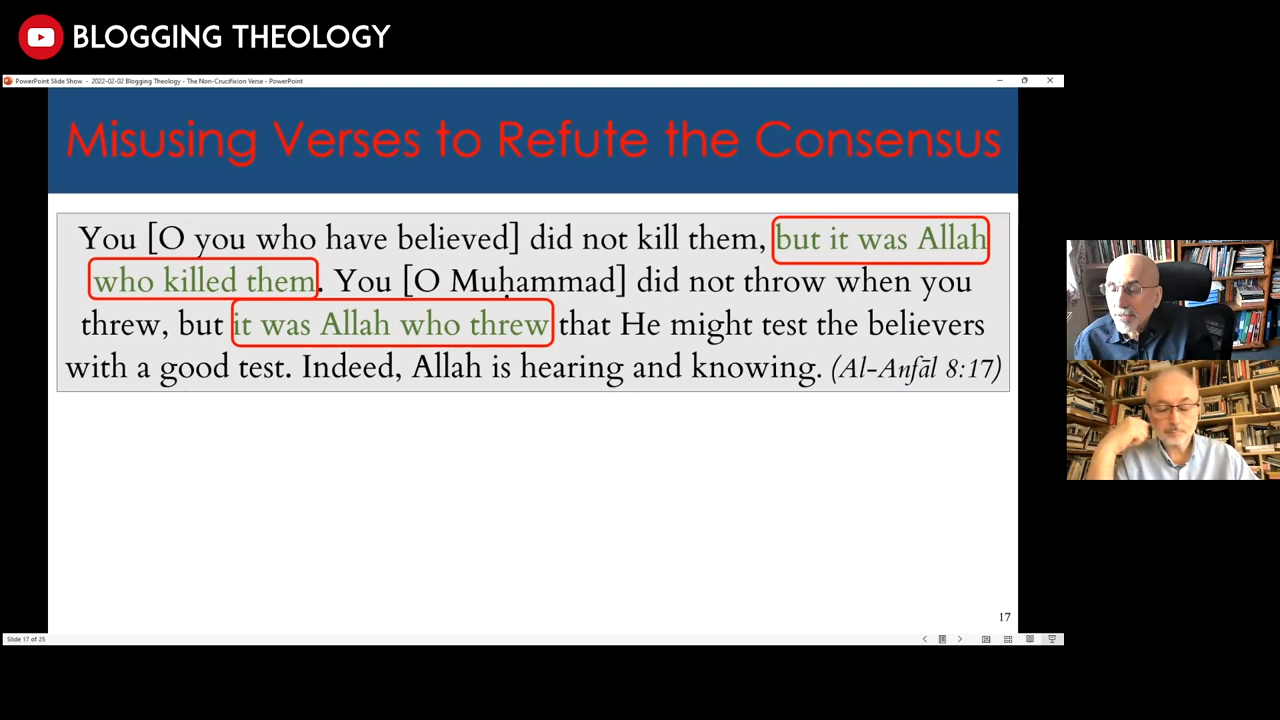 BLOGGING THEOLOGY
PowerPoint Slide Show - 2022-02-02 Blogging Theology - The Non-Crucifixion Verse - PowerPoint
Misusing Verses to Refute the Consensus
You [O you who have believed] did not kill them, but it was Allah
who killed them. You [O Muḥammad] did not throw when you
threw, but it was Allah who threw that He might test the believers
with a good test. Indeed, Allah is hearing and knowing. (Al-Anfāl 8:17)
17
Slide 17 of 25